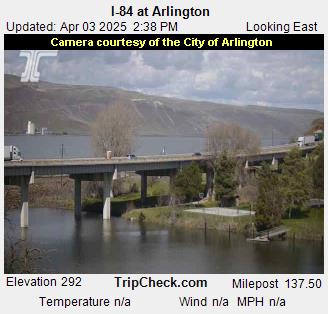 I-84 at Arlington
Updated: Apr 03 2025 2:38 PM Looking East
Camera courtesy of the City of Arlington
Elevation 292 TripCheck.com Milepost 137.50
Temperature n/a Wind n/a MPH n/a